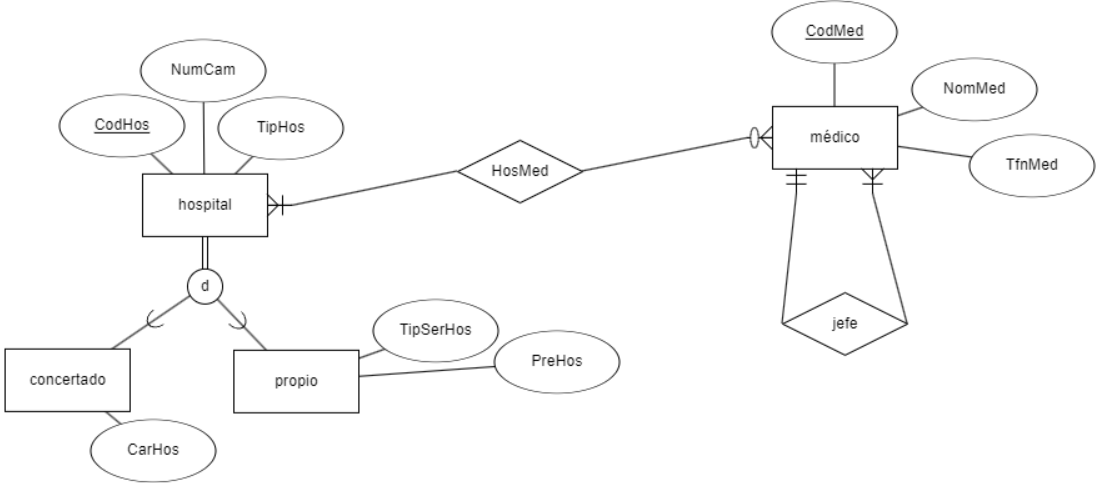 CodMed
NumCam
NomMed
CodHos
TipHos
médico
TfnMed
HosMed
hospital
d
jefe
TipSerHos
PreHos
concertado
propio
CarHos